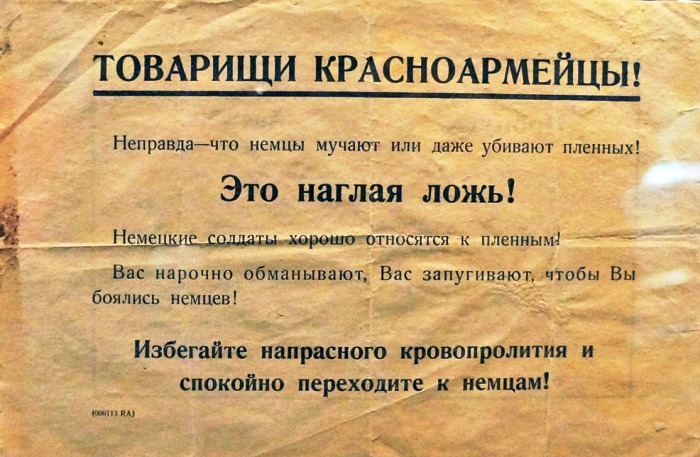 ТОВАРИЩИ КРАСНОАРМЕЙЦЫ!
Неправда—что немцы мучают или даже убивают пленных!
Это наглая ложь!
Немецкие солдаты хорошо относятся к пленным!
Вас нарочно обманывают, Вас запугивают, чтобы Вы
боялись немцев!
Избегайте напрасного кровопролития и
спокойно переходите к немцам!
(000113 RA)